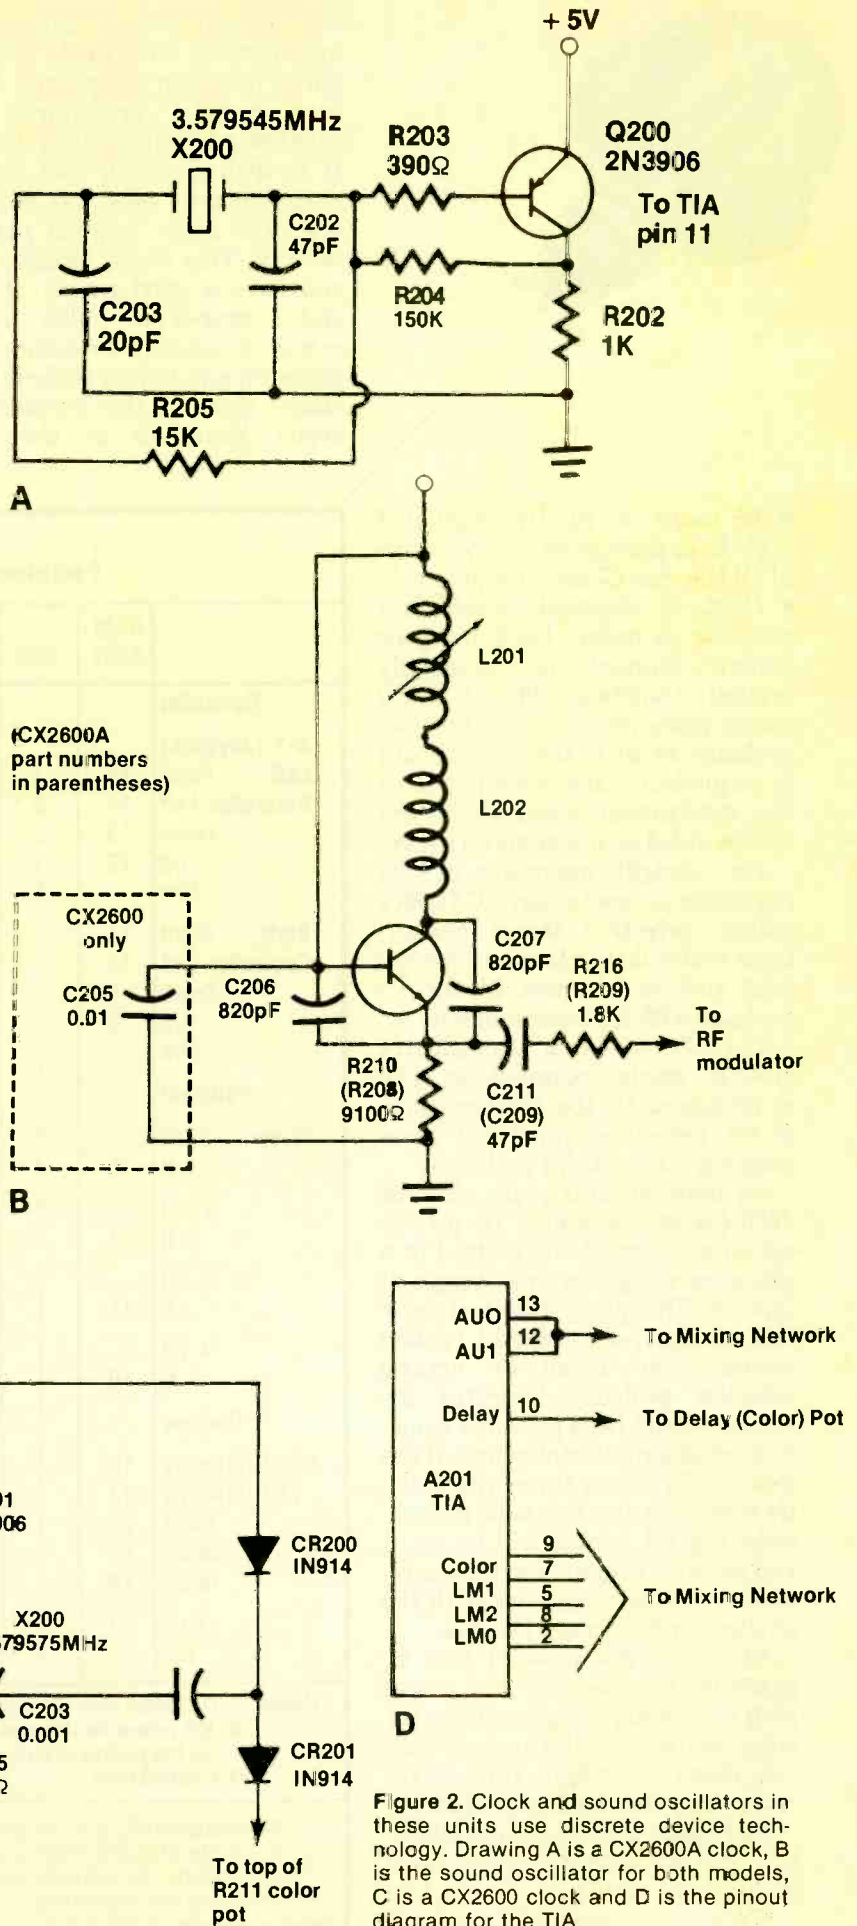 + 5V
3.579545MHz
X200
R203
390Ω
Q200
2N3906
To TIA
pin 11
C202
47pF
C203
20pF
R204
150K
R202
1K
R205
15K
A
L201
(CX2600A
part numbers
in parentheses)
L202
CX2600
only
C205
0.01
C206
820pF
C207
820pF
R216
(R209)
1.8K
To
RF
modulator
R210
(R208)
9100Ω
C211
(C209)
47pF
B
AUO
13
AU1
12
To Mixing Network
Delay
10
To Delay (Color) Pot
A201
TIA
9
Color
7
LM1
5
LM2
8
LM0
2
To Mixing Network
D
CR200
IN914
X200
79575MHz
C203
0.001
CR201
IN914
To top of
R211 color
pot
Figure 2. Clock and sound oscillators in
these units use discrete device tech-
nology. Drawing A is a CX2600A clock, B
is the sound oscillator for both models,
C is a CX2600 clock and D is the pinout
diagram for the TIA